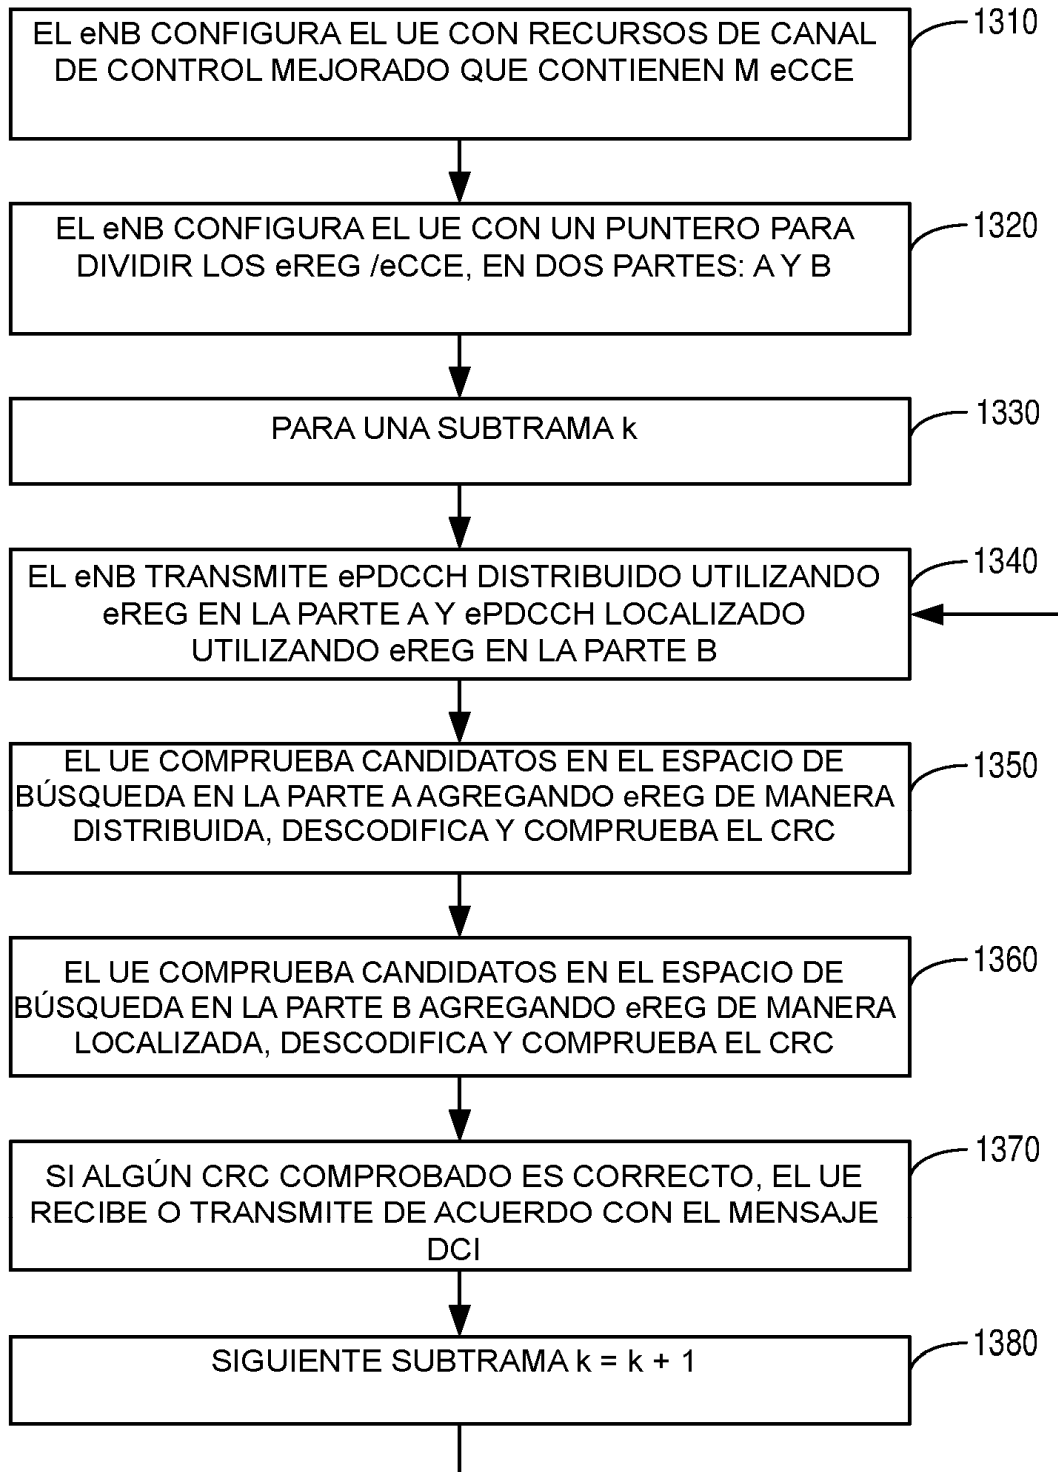 EL eNB CONFIGURA EL UE CON RECURSOS DE CANAL
DE CONTROL MEJORADO QUE CONTIENEN M eCCE
1310
EL eNB CONFIGURA EL UE CON UN PUNTERO PARA
DIVIDIR LOS eREG /eCCE, EN DOS PARTES: A Y B
1320
PARA UNA SUBTRAMA k
1330
EL eNB TRANSMITE ePDCCH DISTRIBUIDO UTILIZANDO
eREG EN LA PARTE A Y ePDCCH LOCALIZADO
UTILIZANDO eREG EN LA PARTE B
1340
EL UE COMPRUEBA CANDIDATOS EN EL ESPACIO DE
BÚSQUEDA EN LA PARTE A AGREGANDO eREG DE MANERA
DISTRIBUIDA, DESCODIFICA Y COMPRUEBA EL CRC
1350
EL UE COMPRUEBA CANDIDATOS EN EL ESPACIO DE
BÚSQUEDA EN LA PARTE B AGREGANDO eREG DE MANERA
LOCALIZADA, DESCODIFICA Y COMPRUEBA EL CRC
1360
SI ALGÚN CRC COMPROBADO ES CORRECTO, EL UE
RECIBE O TRANSMITE DE ACUERDO CON EL MENSAJE
DCI
1370
SIGUIENTE SUBTRAMA k = k + 1
1380